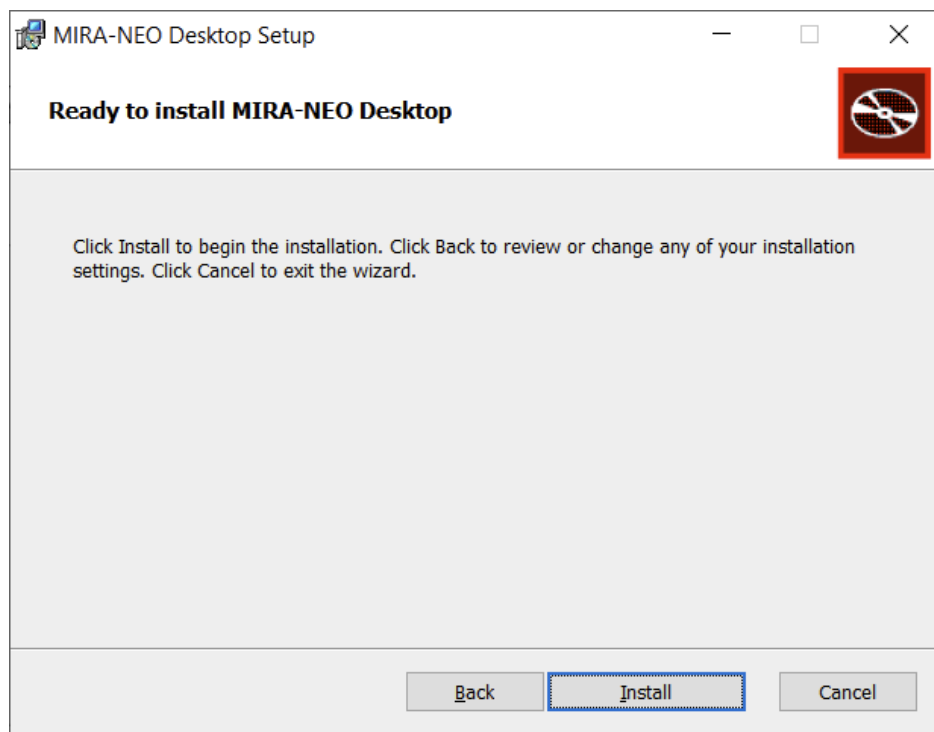 MIRA-NEO Desktop Setup
Ready to install MIRA-NEO Desktop
Click Install to begin the installation. Click Back to review or change any of your installation
settings. Click Cancel to exit the wizard.
Back
Install
Cancel